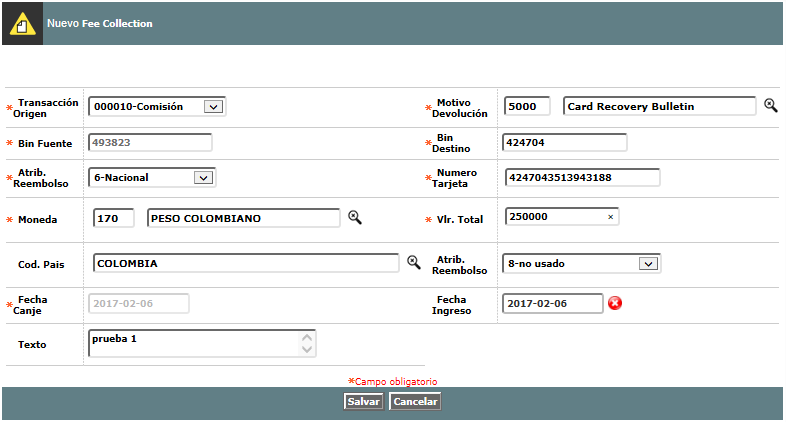 Nuevo Fee Collection
* Transacción Origen 000010-Comisión * Motivo Devolución 5000 Card Recovery Bulletin
* Bin Fuente 493823 * Bin Destino 424704
* Atrib. Reembolso 6-Nacional * Numero Tarjeta 4247043513943188
* Moneda 170 PESO COLOMBIANO * Vlr. Total 250000 ×
Cod. Pais COLOMBIA Atrib. Reembolso 8-no usado
* Fecha Canje 2017-02-06 Fecha Ingreso 2017-02-06
Texto prueba 1
*Campo obligatorio
Salvar Cancelar